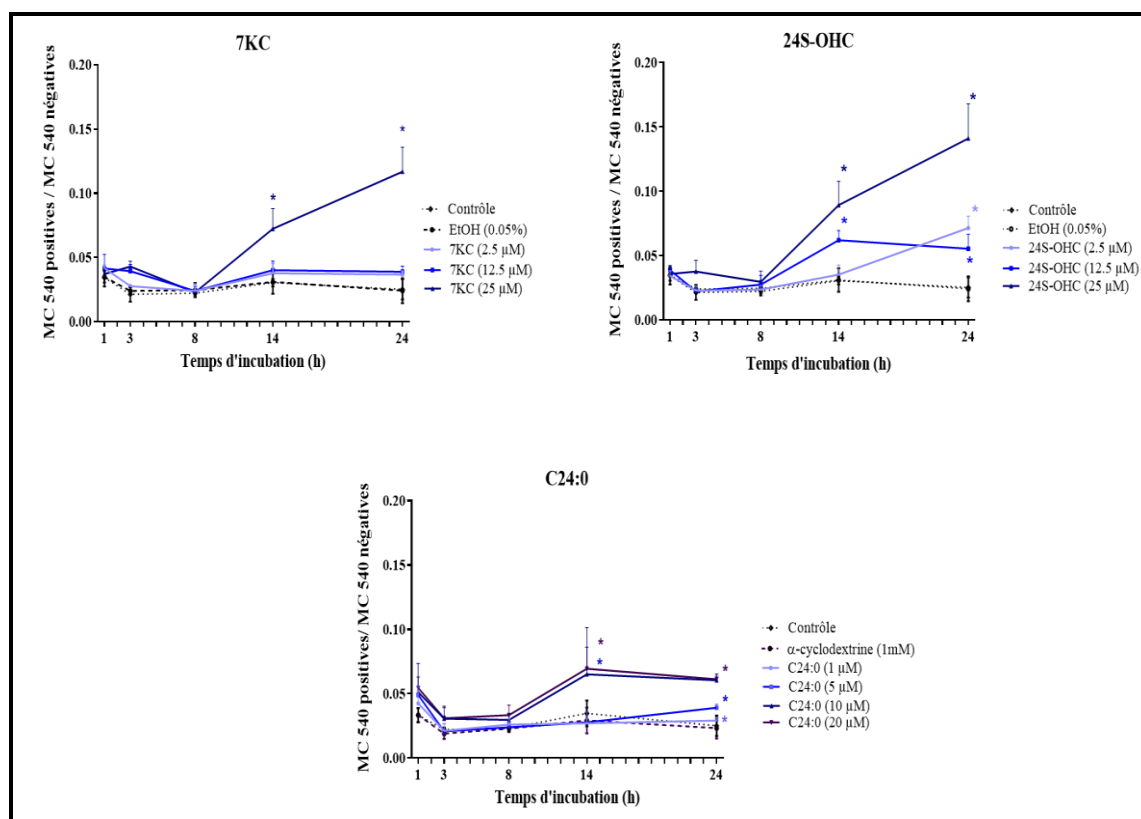 7KC
MC 540 positives / MC 540 négatives
0.20
0.15
0.10
0.05
0.00
*
*
1 3 8 14 24
Temps d'incubation (h)
Contrôle
EtOH (0.05%)
7KC (2.5 µM)
7KC (12.5 µM)
7KC (25 µM)
24S-OHC
MC 540 positives / MC 540 négatives
0.20
0.15
0.10
0.05
0.00
*
*
*
*
*
1 3 8 14 24
Temps d'incubation (h)
Contrôle
EtOH (0.05%)
24S-OHC (2.5 µM)
24S-OHC (12.5 µM)
24S-OHC (25 µM)
C24:0
MC 540 positives/ MC 540 négatives
0.20
0.15
0.10
0.05
0.00
*
*
*
*
*
1 3 8 14 24
Temps d'incubation (h)
Contrôle
α-cyclodextrine (1mM)
C24:0 (1 µM)
C24:0 (5 µM)
C24:0 (10 µM)
C24:0 (20 µM)